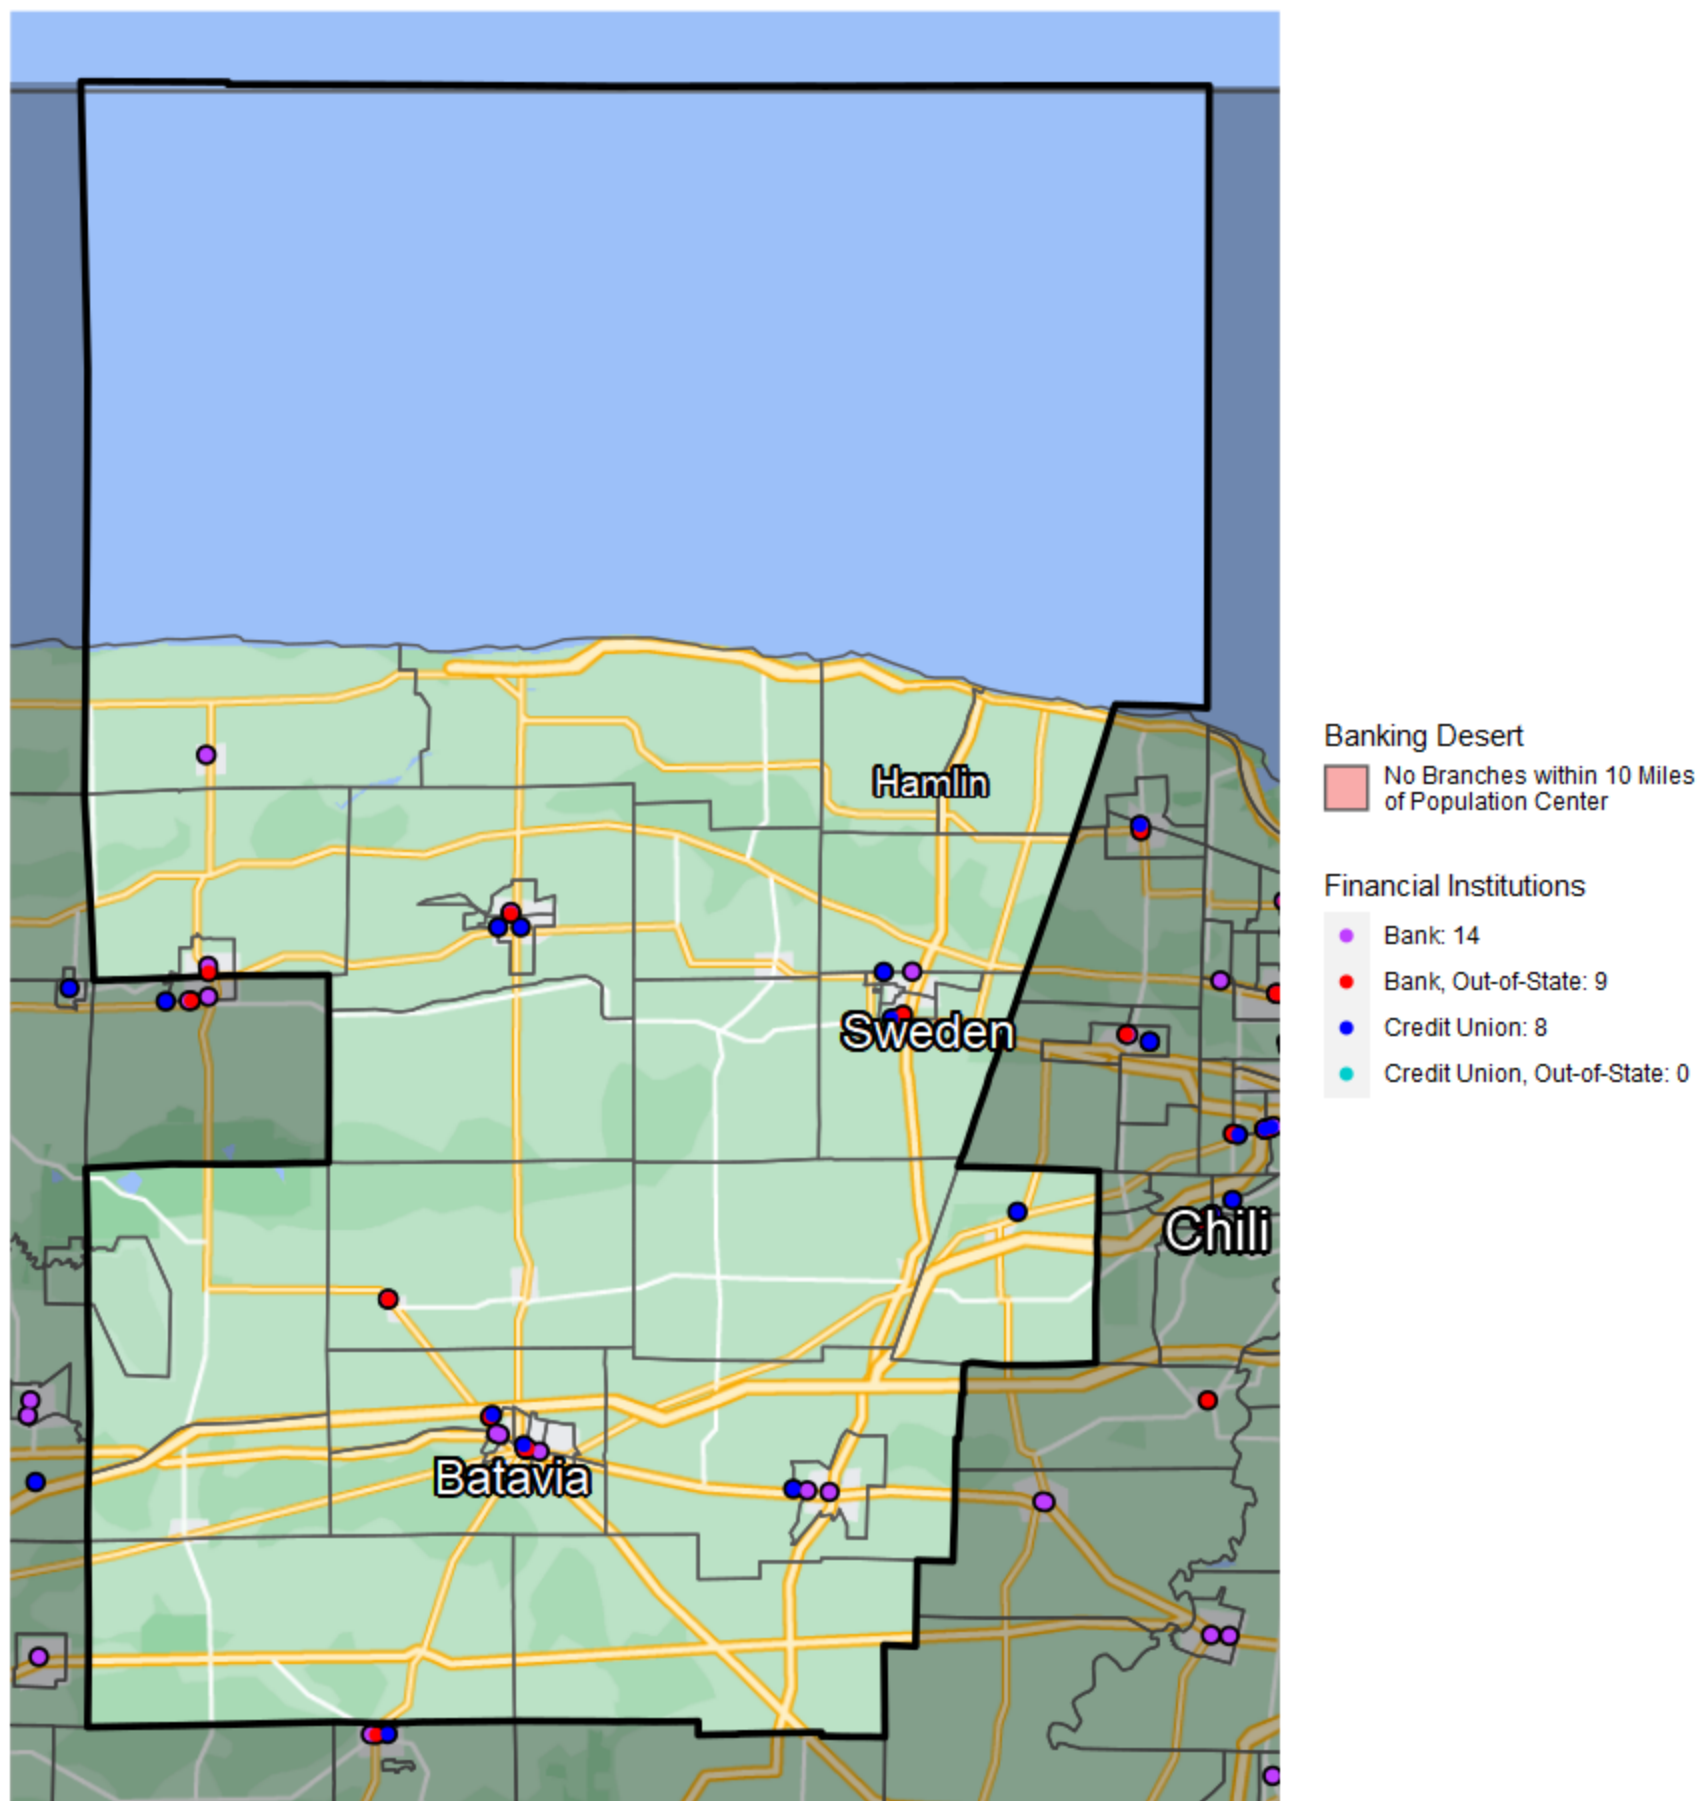 Hamlin
Sweden
Chili
Batavia
Banking Desert
No Branches within 10 Miles
of Population Center
Financial Institutions
Bank: 14
Bank, Out-of-State: 9
Credit Union: 8
Credit Union, Out-of-State: 0